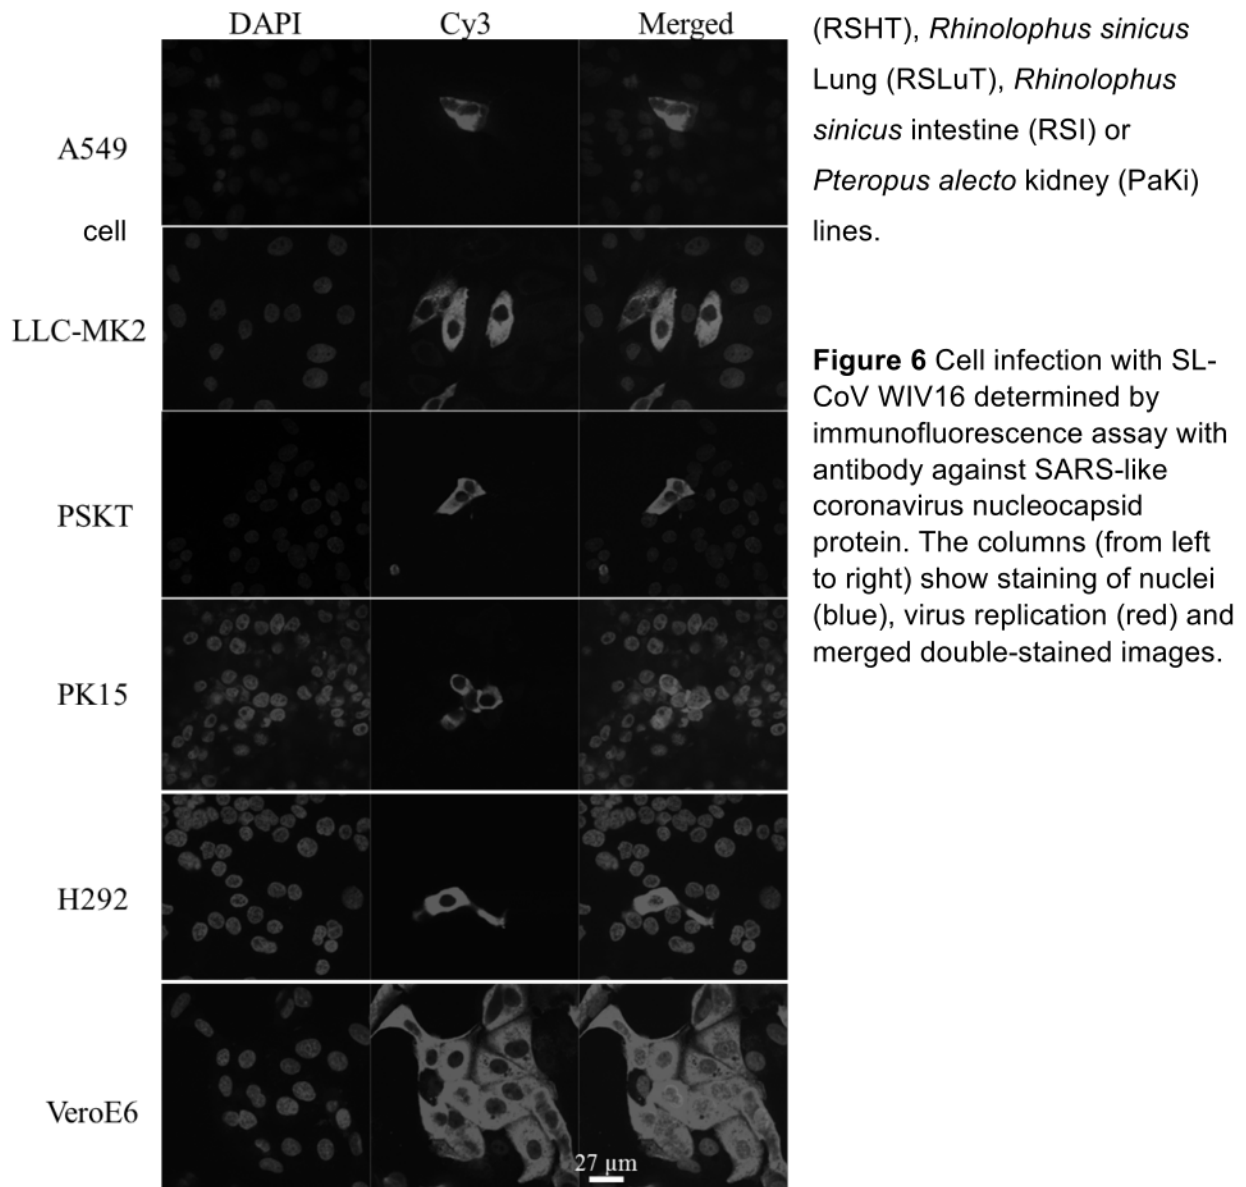 DAPI Cy3 Merged
A549
cell
LLC-MK2
PSKT
PK15
H292
VeroE6
27 µm
(RSHT), Rhinolophus sinicus
Lung (RSLuT), Rhinolophus
sinicus intestine (RSI) or
Pteropus alecto kidney (PaKi)
lines.
Figure 6 Cell infection with SL-
CoV WIV16 determined by
immunofluorescence assay with
antibody against SARS-like
coronavirus nucleocapsid
protein. The columns (from left
to right) show staining of nuclei
(blue), virus replication (red) and
merged double-stained images.